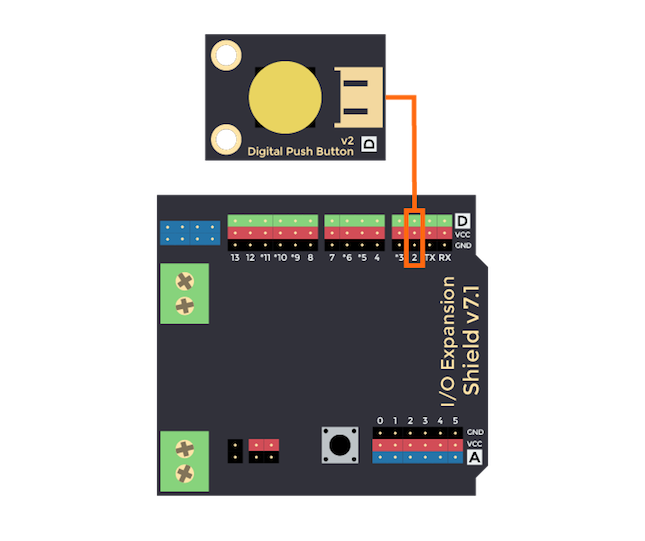 v2
Digital Push Button
D
D
VCC
GND
13 12 *11 *10 *9 8 7 *6 *5 4 *3 2 TX RX
I/O Expansion
Shield v7.1
0 1 2 3 4 5
GND
VCC
A